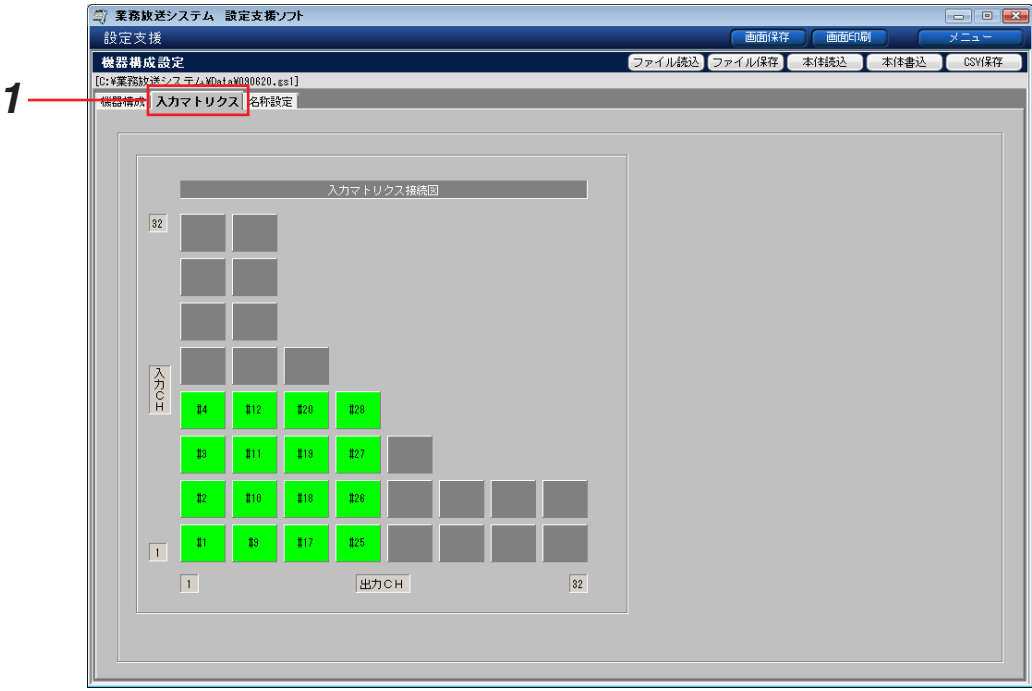 業務放送システム 設定支援ソフト
設定支援 画面保存 画面印刷 メニュー
機器構成設定 ファイル読込 ファイル保存 本体読込 本体書込 CSV保存
[C:¥業務放送システム¥Data¥090620.gs1]
1
機器構成 入力マトリクス 名称設定
入力マトリクス接続図
32
入力CH
#4 #12 #20 #28
#3 #11 #19 #27
#2 #10 #18 #26
#1 #9 #17 #25
1
1 出力CH 32